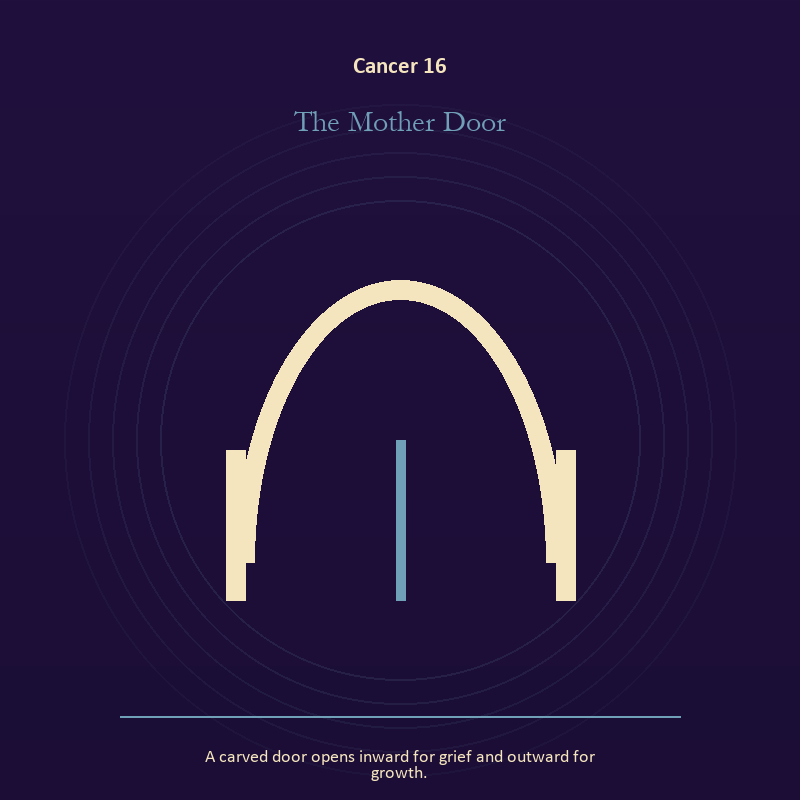 Cancer 16
The Mother Door
A carved door opens inward for grief and outward for
growth.